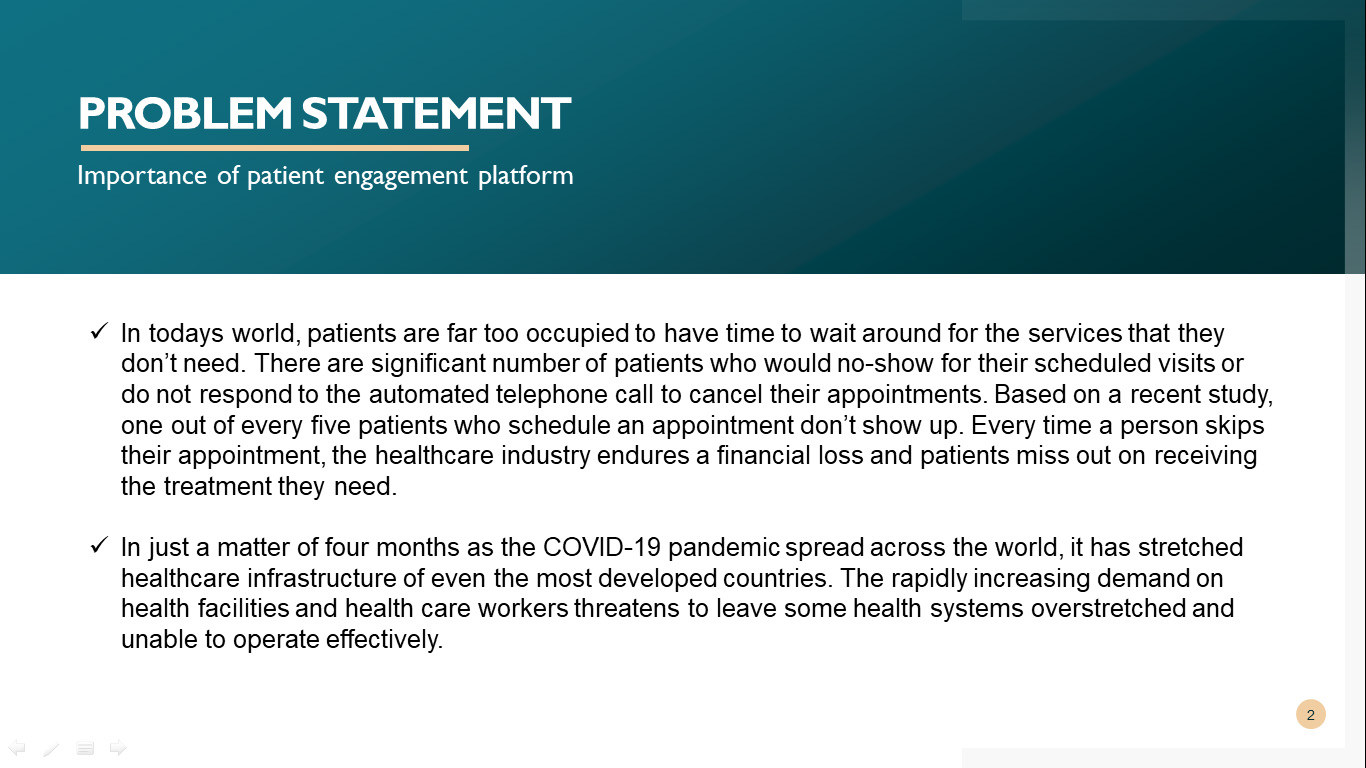 PROBLEM STATEMENT
Importance of patient engagement platform
✓ In todays world, patients are far too occupied to have time to wait around for the services that they
don’t need. There are significant number of patients who would no-show for their scheduled visits or
do not respond to the automated telephone call to cancel their appointments. Based on a recent study,
one out of every five patients who schedule an appointment don’t show up. Every time a person skips
their appointment, the healthcare industry endures a financial loss and patients miss out on receiving
the treatment they need.
✓ In just a matter of four months as the COVID-19 pandemic spread across the world, it has stretched
healthcare infrastructure of even the most developed countries. The rapidly increasing demand on
health facilities and health care workers threatens to leave some health systems overstretched and
unable to operate effectively.
2